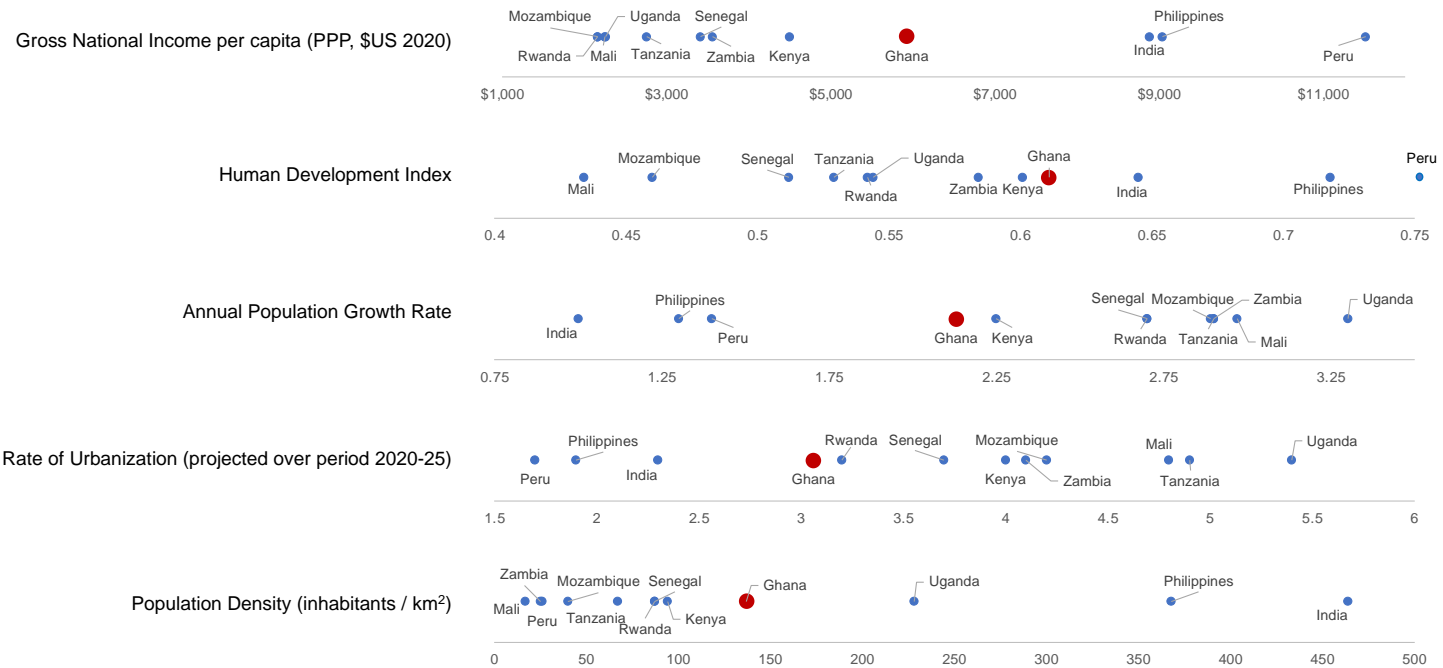 Gross National Income per capita (PPP, $US 2020)
Mozambique Uganda Senegal Philippines
Rwanda Mali Tanzania Zambia Kenya Ghana India Peru
$1,000 $3,000 $5,000 $7,000 $9,000 $11,000
Human Development Index
Mozambique Senegal Tanzania Uganda Ghana Peru
Mali Rwanda Zambia Kenya India Philippines
0.4 0.45 0.5 0.55 0.6 0.65 0.7 0.75
Annual Population Growth Rate
Philippines Senegal Mozambique Zambia Uganda
India Peru Ghana Kenya Rwanda Tanzania Mali
0.75 1.25 1.75 2.25 2.75 3.25
Rate of Urbanization (projected over period 2020-25)
Philippines Rwanda Senegal Mozambique Mali Uganda
Peru India Ghana Kenya Zambia Tanzania
1.5 2 2.5 3 3.5 4 4.5 5 5.5 6
Population Density (inhabitants / km²)
Zambia Mozambique Senegal Ghana Uganda Philippines
Mali Peru Tanzania Rwanda Kenya India
0 50 100 150 200 250 300 350 400 450 500